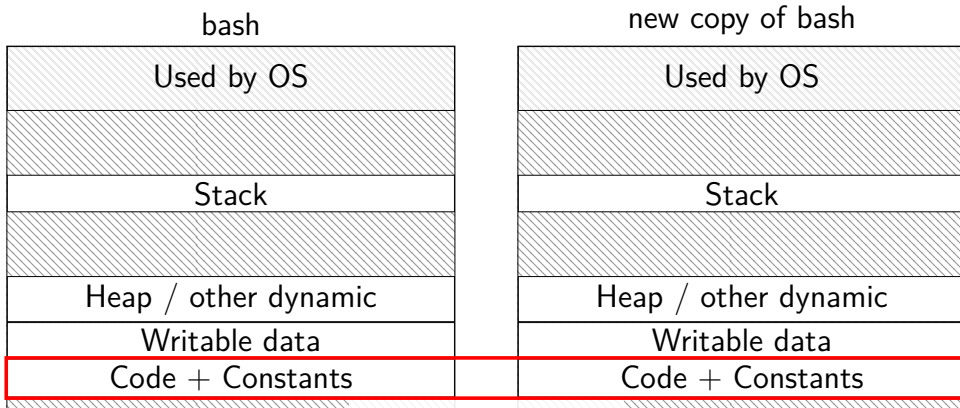 bash
new copy of bash
Used by OS
Used by OS
Stack
Stack
Heap / other dynamic
Heap / other dynamic
Writable data
Writable data
Code + Constants
Code + Constants